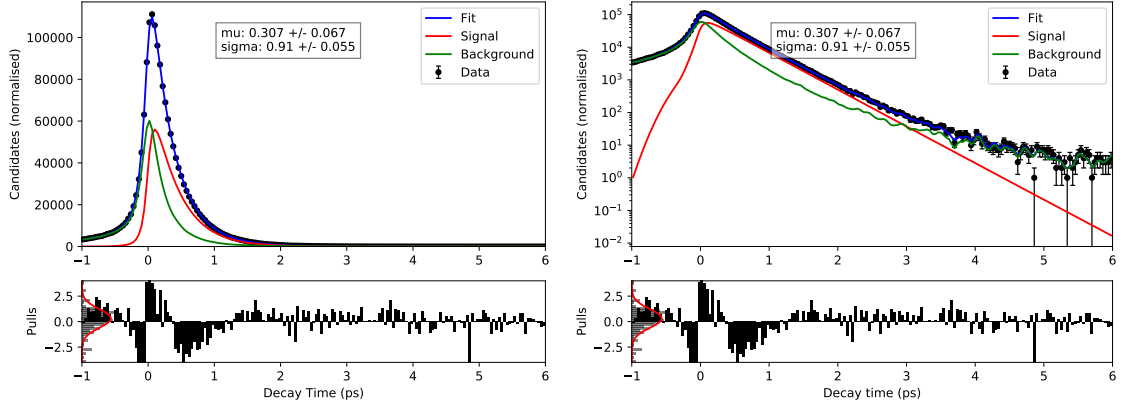 100000
80000
60000
40000
20000
0
Candidates (normalised)
mu: 0.307 +/- 0.067
sigma: 0.91 +/- 0.055
Fit
Signal
Background
Data
−1 0 1 2 3 4 5 6
2.5
0.0
−2.5
Pulls
−1 0 1 2 3 4 5 6
Decay Time (ps)
10^5
10^4
10^3
10^2
10^1
10^0
10^−1
10^−2
Candidates (normalised)
mu: 0.307 +/- 0.067
sigma: 0.91 +/- 0.055
Fit
Signal
Background
Data
−1 0 1 2 3 4 5 6
2.5
0.0
−2.5
Pulls
−1 0 1 2 3 4 5 6
Decay time (ps)